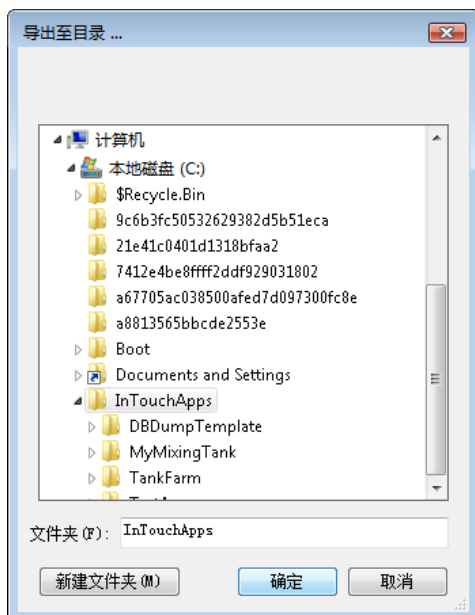 导出至目录 ...
计算机
本地磁盘 (C:)
$Recycle.Bin
9c6b3fc50532629382d5b51eca
21e41c0401d1318bfaa2
7412e4be8ffff2ddf929031802
a67705ac038500afed7d097300fc8e
a8813565bbcde2553e
Boot
Documents and Settings
InTouchApps
DBDumpTemplate
MyMixingTank
TankFarm
文件夹(F): InTouchApps
新建文件夹(M) 确定 取消